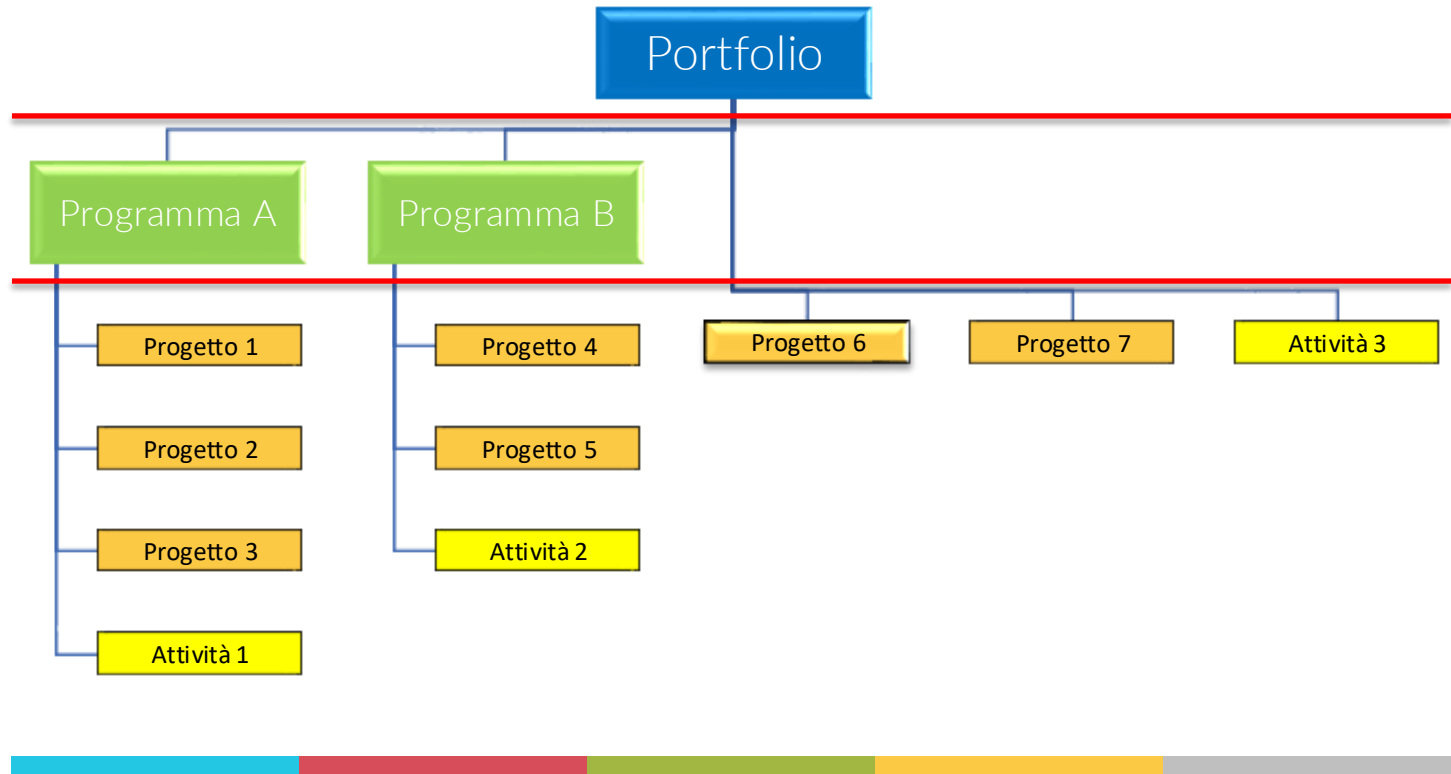 Portfolio
Programma A
Programma B
Progetto 1
Progetto 4
Progetto 6
Progetto 7
Attività 3
Progetto 2
Progetto 5
Progetto 3
Attività 2
Attività 1